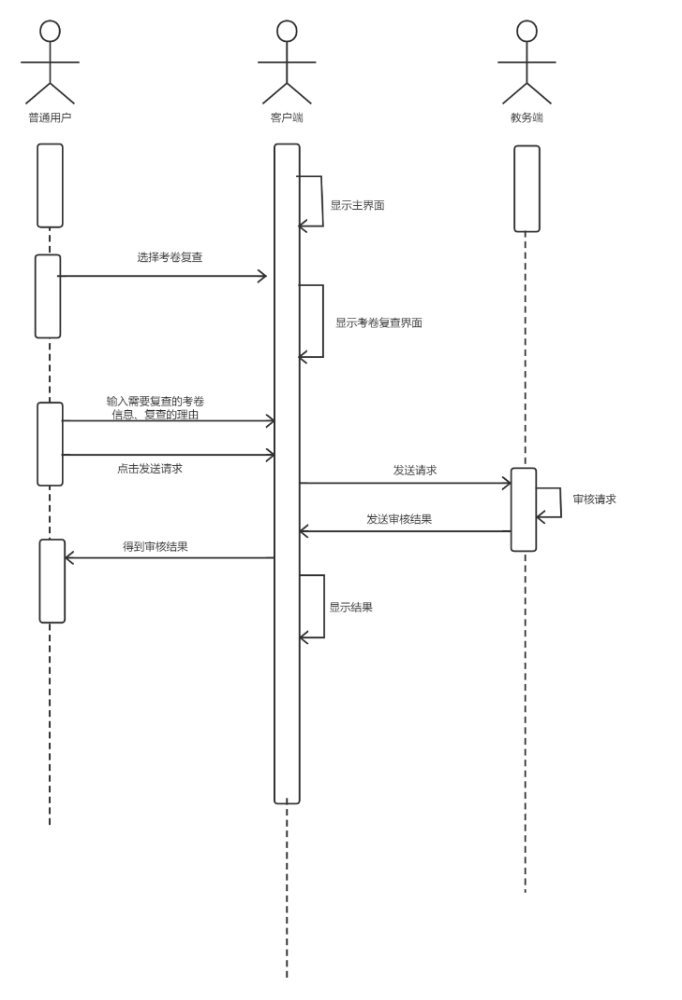 普通用户
客户端
教务端
显示主界面
选择考卷复查
显示考卷复查界面
输入需要复查的考卷
信息、复查的理由
点击发送请求
发送请求
审核请求
发送审核结果
得到审核结果
显示结果